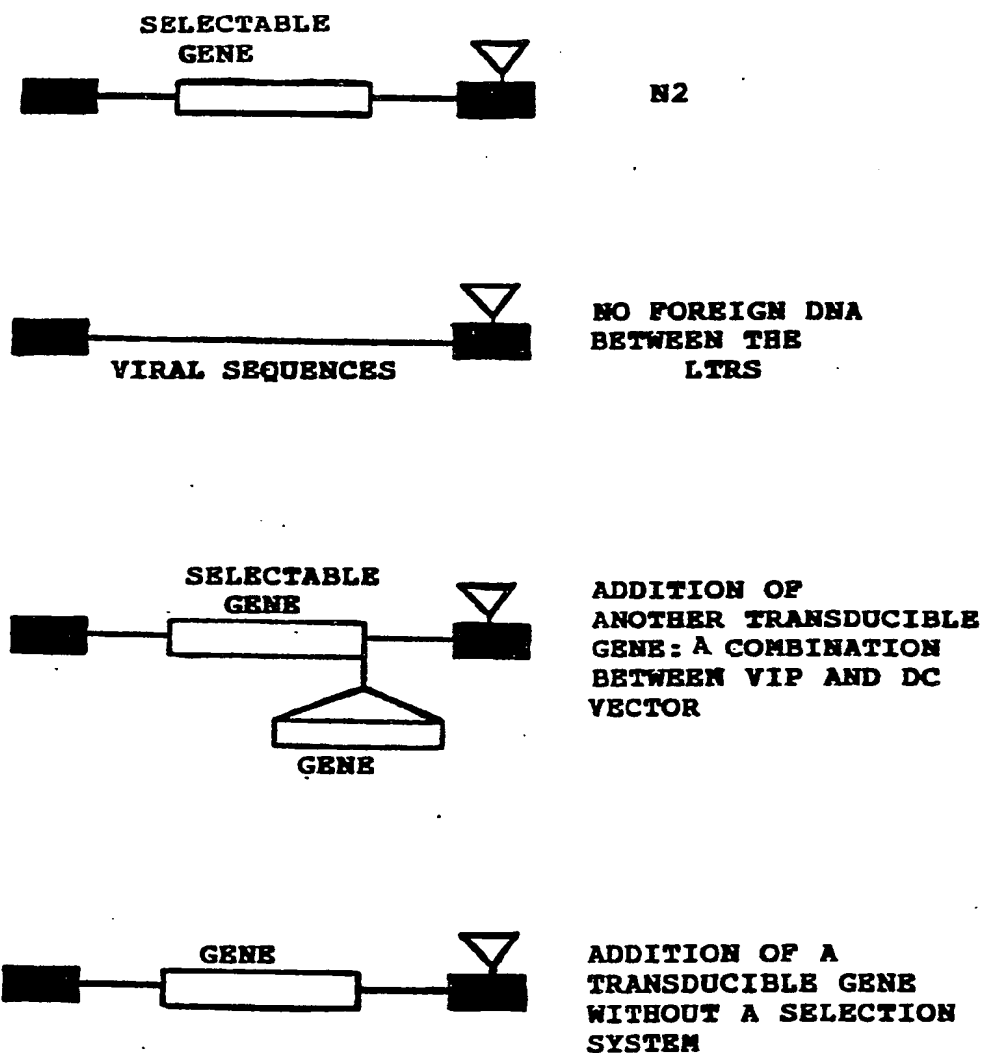 SELECTABLE
GENE
N2
NO FOREIGN DNA
BETWEEN THE
LTRS
VIRAL SEQUENCES
SELECTABLE
GENE
ADDITION OF
ANOTHER TRANSDUCIBLE
GENE: A COMBINATION
BETWEEN VIP AND DC
VECTOR
GENE
GENE
ADDITION OF A
TRANSDUCIBLE GENE
WITHOUT A SELECTION
SYSTEM